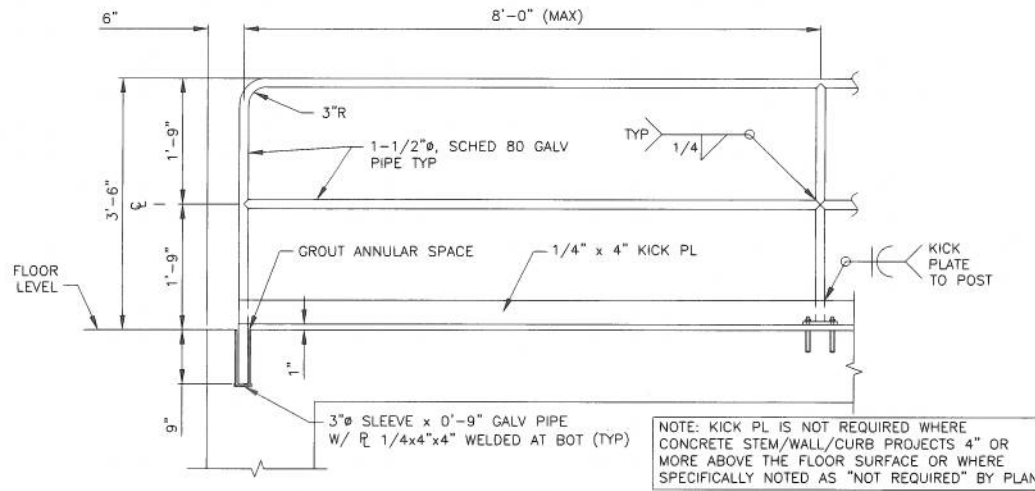 6"
8'-0" (MAX)
3"R
1-1/2"ø, SCHED 80 GALV
PIPE TYP
TYP
1/4
1'-9"
3'-6"
℄
1'-9"
GROUT ANNULAR SPACE
1/4" x 4" KICK PL
KICK
PLATE
TO POST
FLOOR
LEVEL
1"
9"
3"ø SLEEVE x 0'-9" GALV PIPE
W/ PL 1/4x4"x4" WELDED AT BOT (TYP)
NOTE: KICK PL IS NOT REQUIRED WHERE
CONCRETE STEM/WALL/CURB PROJECTS 4" OR
MORE ABOVE THE FLOOR SURFACE OR WHERE
SPECIFICALLY NOTED AS "NOT REQUIRED" BY PLAN